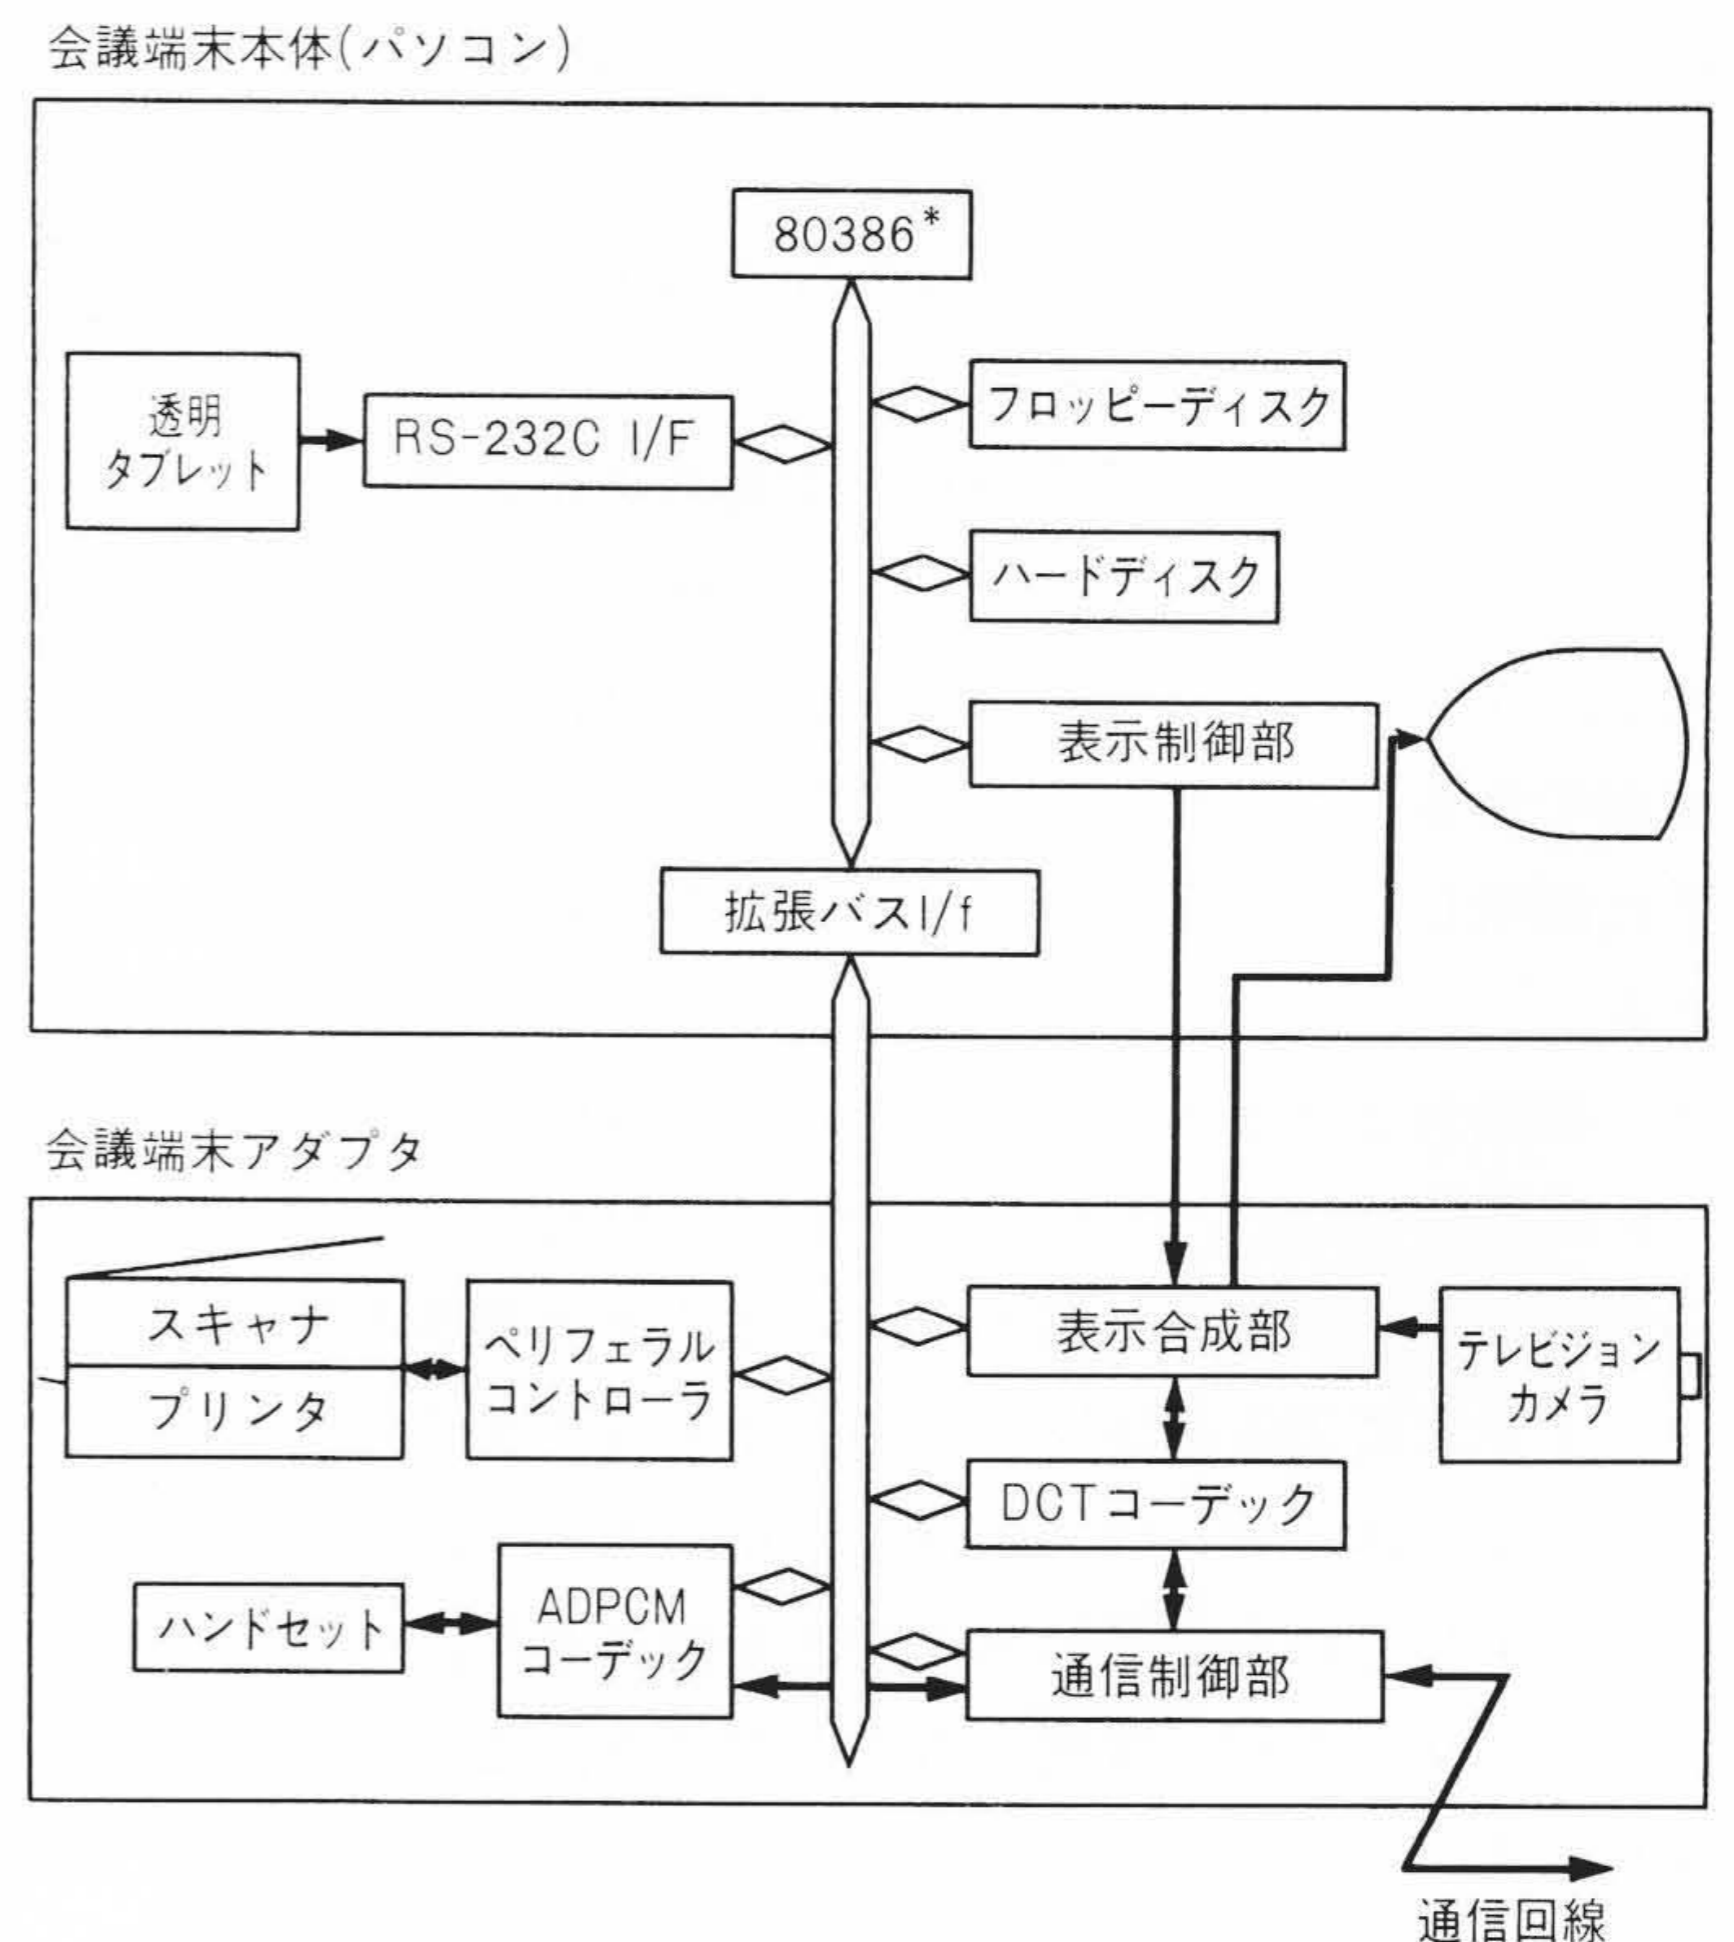 会議端末本体(パソコン)
80386*
透明
タブレット
RS-232C I/F
フロッピーディスク
ハードディスク
表示制御部
拡張バスI/f
会議端末アダプタ
スキャナ
プリンタ
ペリフェラル
コントローラ
表示合成部
テレビジョン
カメラ
DCTコーデック
ハンドセット
ADPCM
コーデック
通信制御部
通信回線